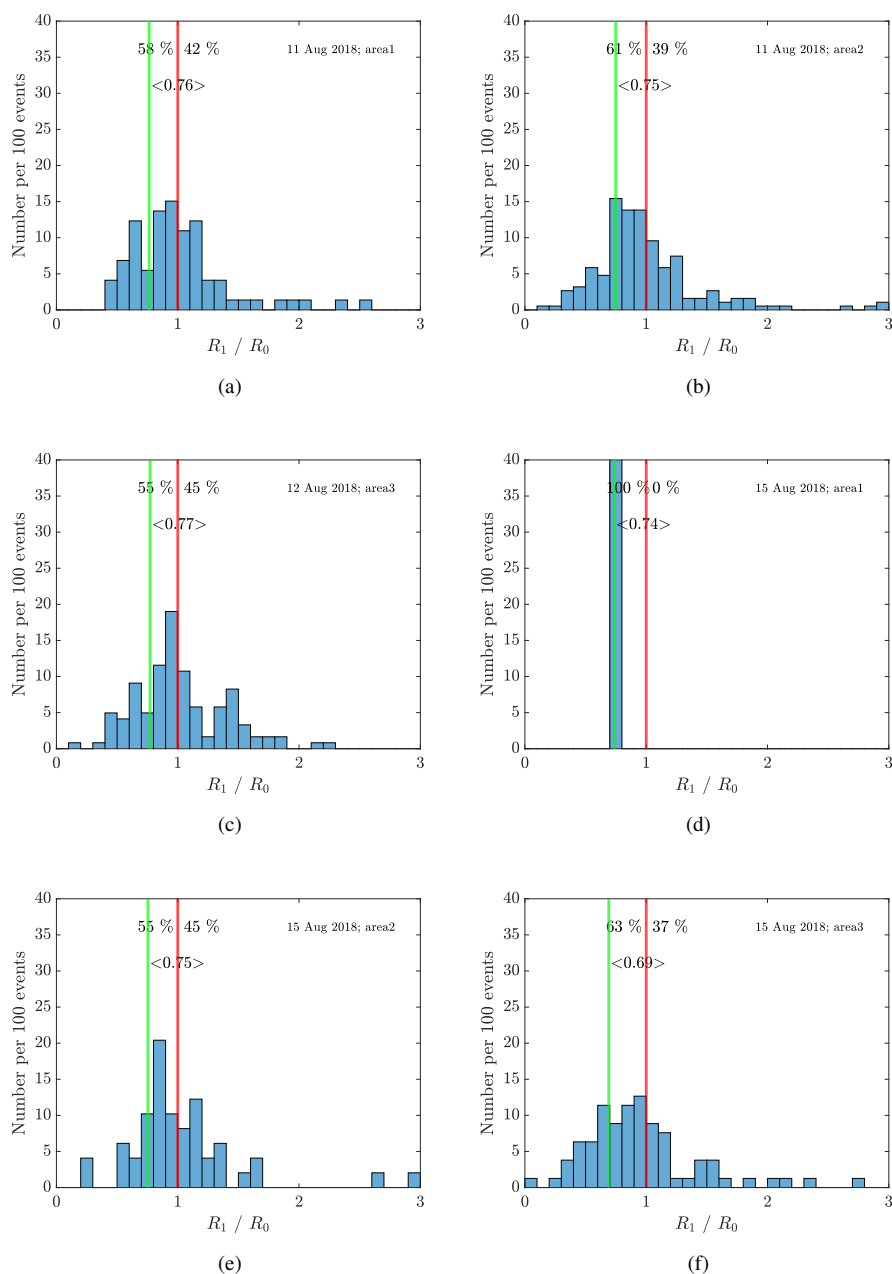 40
35
30
25
20
15
10
5
0
Number per 100 events
58 % 42 %
11 Aug 2018; area1
<0.76>
0 1 2 3
R₁ / R₀
(a)
40
35
30
25
20
15
10
5
0
Number per 100 events
61 % 39 %
11 Aug 2018; area2
<0.75>
0 1 2 3
R₁ / R₀
(b)
40
35
30
25
20
15
10
5
0
Number per 100 events
55 % 45 %
12 Aug 2018; area3
<0.77>
0 1 2 3
R₁ / R₀
(c)
40
35
30
25
20
15
10
5
0
Number per 100 events
100 % 0 %
15 Aug 2018; area1
<0.74>
0 1 2 3
R₁ / R₀
(d)
40
35
30
25
20
15
10
5
0
Number per 100 events
55 % 45 %
15 Aug 2018; area2
<0.75>
0 1 2 3
R₁ / R₀
(e)
40
35
30
25
20
15
10
5
0
Number per 100 events
63 % 37 %
15 Aug 2018; area3
<0.69>
0 1 2 3
R₁ / R₀
(f)